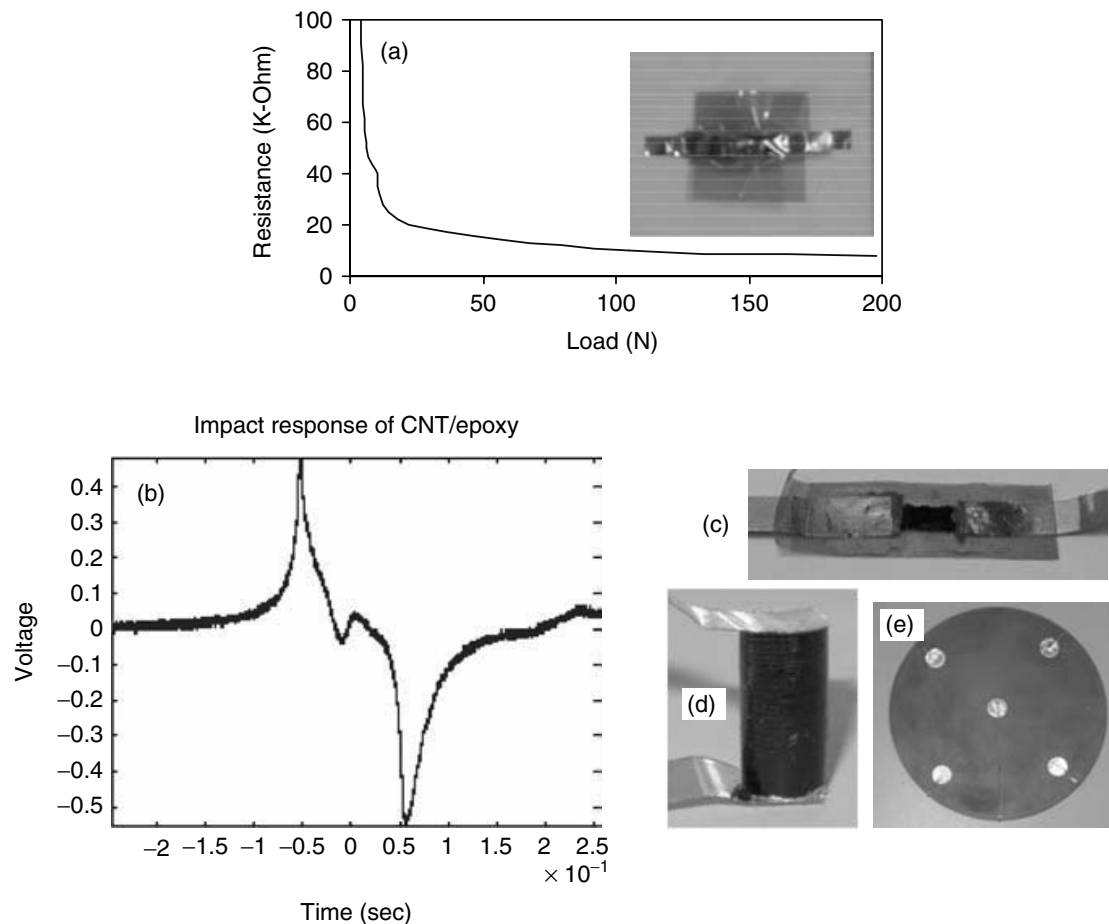 (a)
100
80
60
40
20
0
Resistance (K-Ohm)
0 50 100 150 200
Load (N)
Impact response of CNT/epoxy
(b)
0.4
0.3
0.2
0.1
0
−0.1
−0.2
−0.3
−0.4
−0.5
Voltage
−2 −1.5 −1 −0.5 0 0.5 1 1.5 2 2.5
× 10−1
Time (sec)
(c)
(d)
(e)